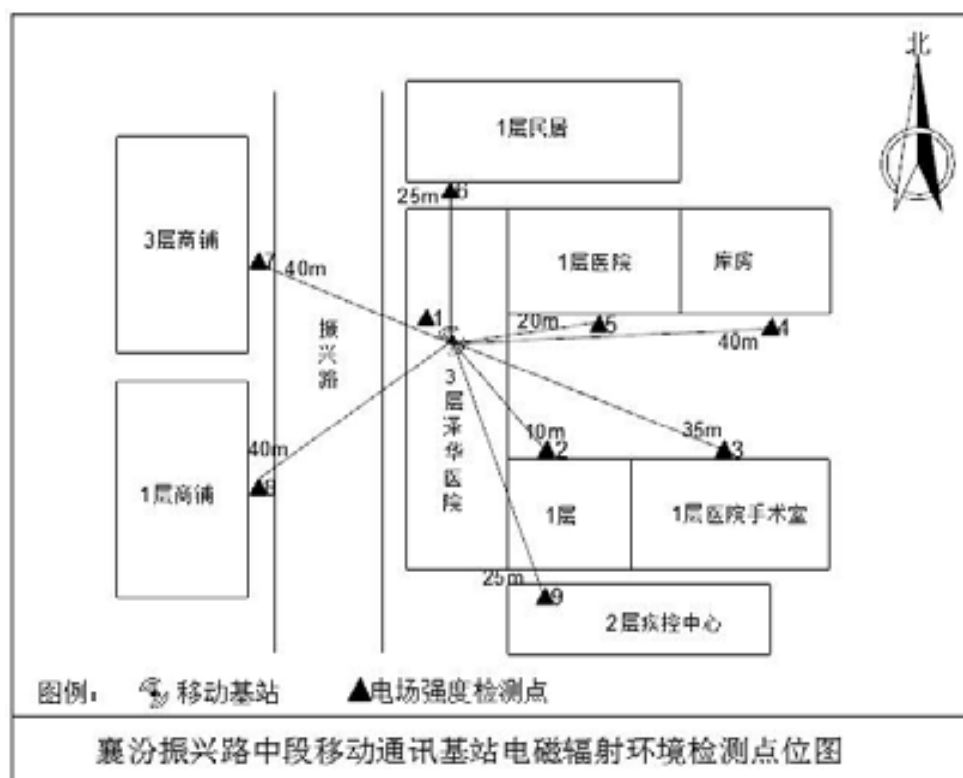 北
1层民居
25m
6
3层商铺
7
40m
1层医院
库房
1
20m
5
4
40m
振兴路
3层泽华医院
10m
2
35m
3
40m
8
1层商铺
1层
1层医院手术室
25m
9
2层疾控中心
图例：
移动基站
电场强度检测点
襄汾振兴路中段移动通讯基站电磁辐射环境检测点位图